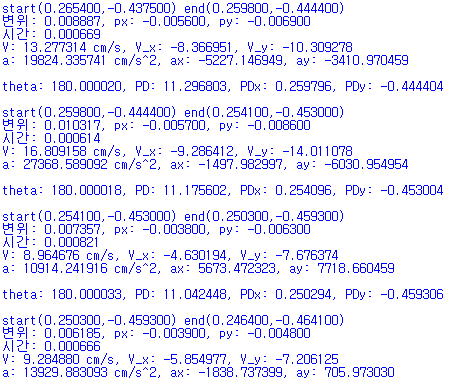 start(0.265400,-0.437500) end(0.259800,-0.444400)
변위: 0.008887, px: -0.005600, py: -0.006900
시간: 0.000669
V: 13.277314 cm/s, V_x: -8.366951, V_y: -10.309278
a: 19824.335741 cm/s^2, ax: -5227.146949, ay: -3410.970459
theta: 180.000020, PD: 11.296803, PDx: 0.259796, PDy: -0.444404
start(0.259800,-0.444400) end(0.254100,-0.453000)
변위: 0.010317, px: -0.005700, py: -0.008600
시간: 0.000614
V: 16.809158 cm/s, V_x: -9.286412, V_y: -14.011078
a: 27368.589092 cm/s^2, ax: -1497.982997, ay: -6030.954954
theta: 180.000018, PD: 11.175602, PDx: 0.254096, PDy: -0.453004
start(0.254100,-0.453000) end(0.250300,-0.459300)
변위: 0.007357, px: -0.003800, py: -0.006300
시간: 0.000821
V: 8.964676 cm/s, V_x: -4.630194, V_y: -7.676374
a: 10914.241916 cm/s^2, ax: 5673.472323, ay: 7718.660459
theta: 180.000033, PD: 11.042448, PDx: 0.250294, PDy: -0.459306
start(0.250300,-0.459300) end(0.246400,-0.464100)
변위: 0.006185, px: -0.003900, py: -0.004800
시간: 0.000666
V: 9.284880 cm/s, V_x: -5.854977, V_y: -7.206125
a: 13929.883093 cm/s^2, ax: -1838.737399, ay: 705.973030